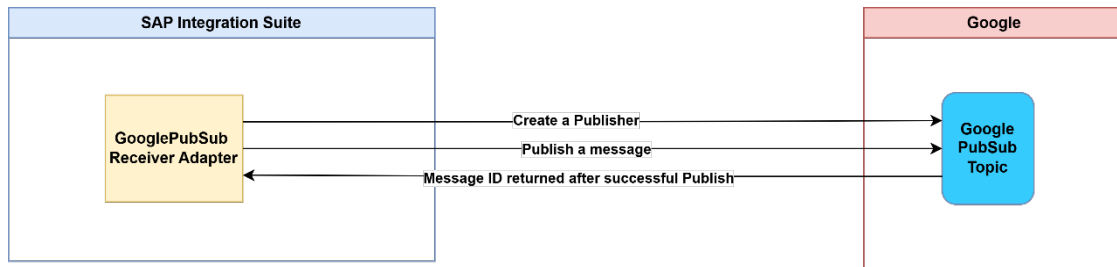 SAP Integration Suite
Google
GooglePubSub
Receiver Adapter
Create a Publisher
Publish a message
Message ID returned after successful Publish
Google
PubSub
Topic